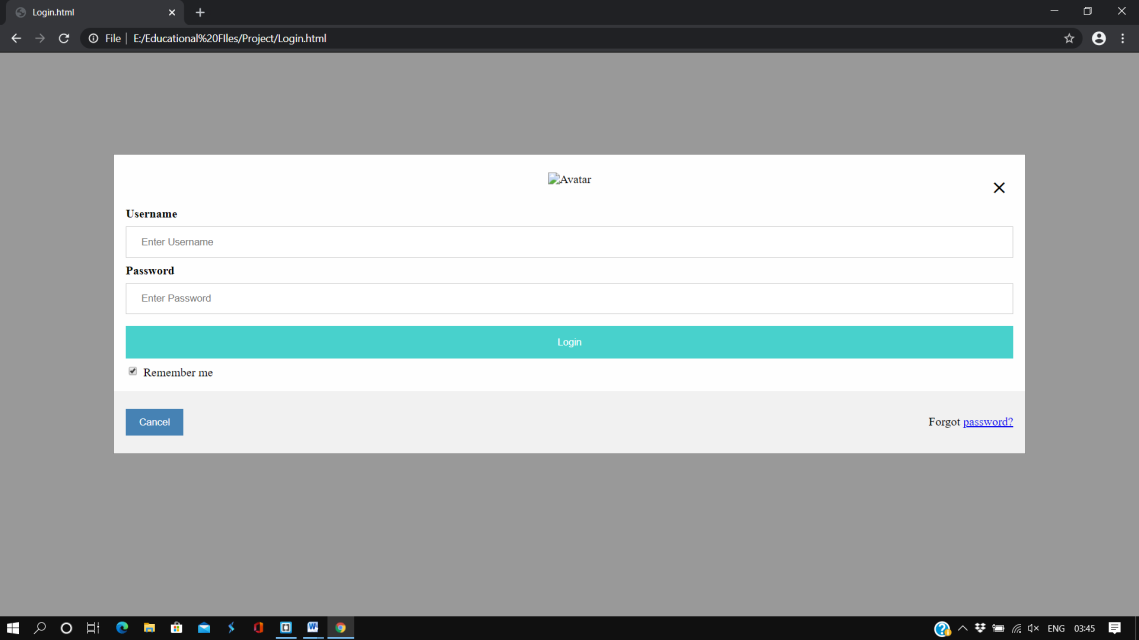 Login.html
File | E:/Educational%20FIles/Project/Login.html
Avatar
Username
Enter Username
Password
Enter Password
Login
Remember me
Cancel
Forgot password?
ENG 03:45